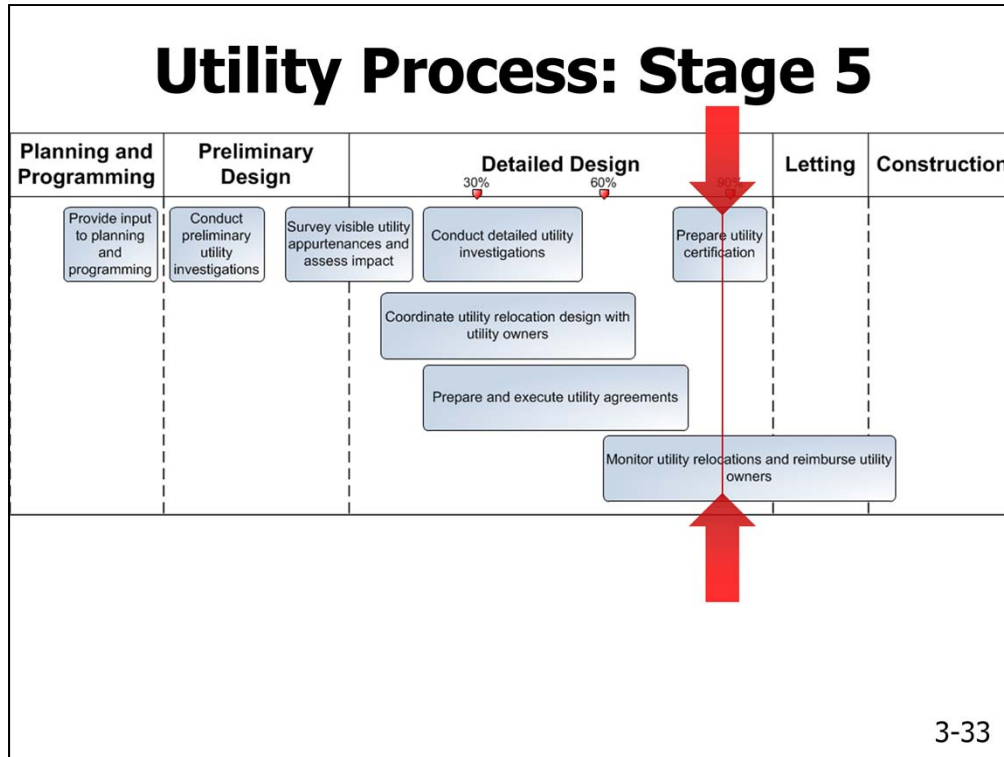 Utility Process: Stage 5
Planning and
Programming
Preliminary
Design
Detailed Design
Letting
Construction
30%
60%
90%
Provide input
to planning
and
programming
Conduct
preliminary
utility
investigations
Survey visible utility
appurtenances and
assess impact
Conduct detailed utility
investigations
Prepare utility
certification
Coordinate utility relocation design with
utility owners
Prepare and execute utility agreements
Monitor utility relocations and reimburse utility
owners
3-33